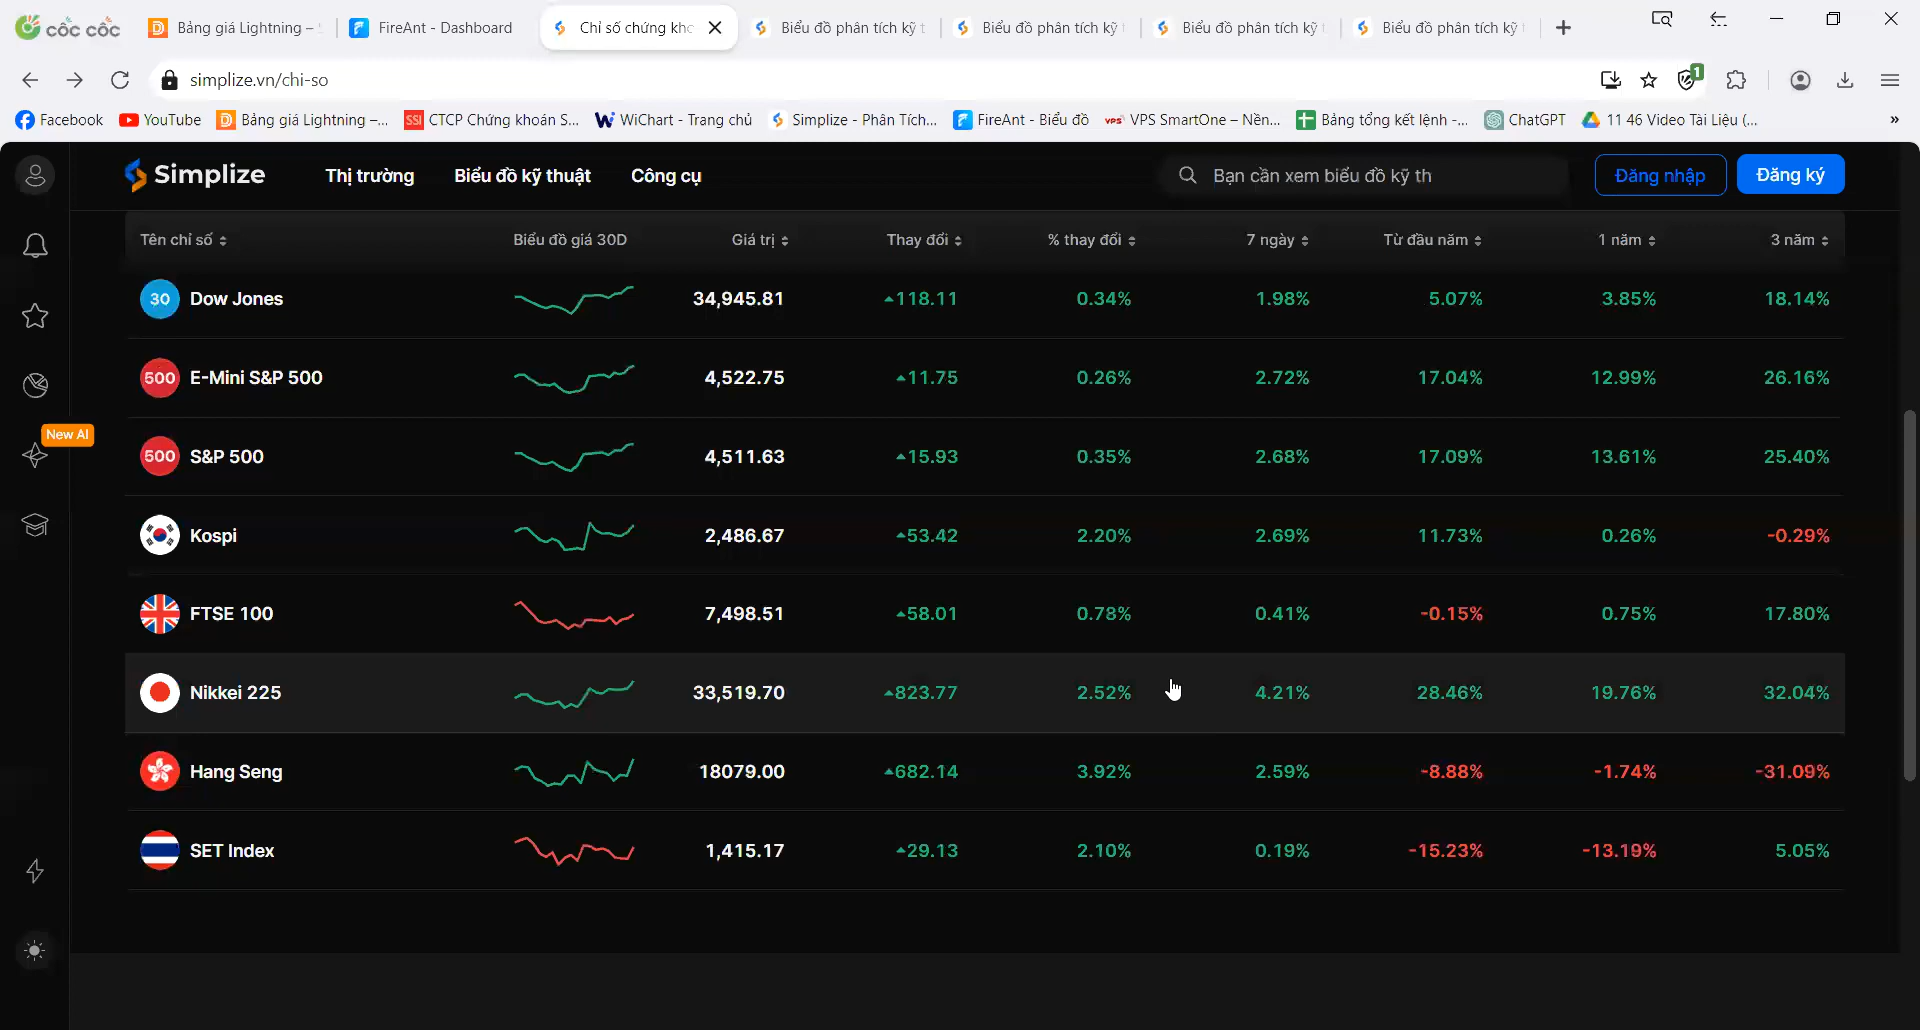 cốc cốc
Bảng giá Lightning –
FireAnt - Dashboard
Chỉ số chứng kho
Biểu đồ phân tích kỹ t
Biểu đồ phân tích kỹ
Biểu đồ phân tích kỹ
Biểu đồ phân tích kỹ
simplize.vn/chi-so
1
Facebook
YouTube
Bảng giá Lightning –...
SSI CTCP Chứng khoán S...
WiChart - Trang chủ
Simplize - Phân Tích...
FireAnt - Biểu đồ
VPS VPS SmartOne – Nền...
Bảng tổng kết lệnh -...
ChatGPT
11 46 Video Tài Liệu (...
»
Simplize
Thị trường
Biểu đồ kỹ thuật
Công cụ
Bạn cần xem biểu đồ kỹ th
Đăng nhập
Đăng ký
New AI
Tên chỉ số Biểu đồ giá 30D Giá trị Thay đổi % thay đổi 7 ngày Từ đầu năm 1 năm 3 năm
30 Dow Jones 34,945.81 118.11 0.34% 1.98% 5.07% 3.85% 18.14%
500 E-Mini S&P 500 4,522.75 11.75 0.26% 2.72% 17.04% 12.99% 26.16%
500 S&P 500 4,511.63 15.93 0.35% 2.68% 17.09% 13.61% 25.40%
Kospi 2,486.67 53.42 2.20% 2.69% 11.73% 0.26% -0.29%
FTSE 100 7,498.51 58.01 0.78% 0.41% -0.15% 0.75% 17.80%
Nikkei 225 33,519.70 823.77 2.52% 4.21% 28.46% 19.76% 32.04%
Hang Seng 18079.00 682.14 3.92% 2.59% -8.88% -1.74% -31.09%
SET Index 1,415.17 29.13 2.10% 0.19% -15.23% -13.19% 5.05%